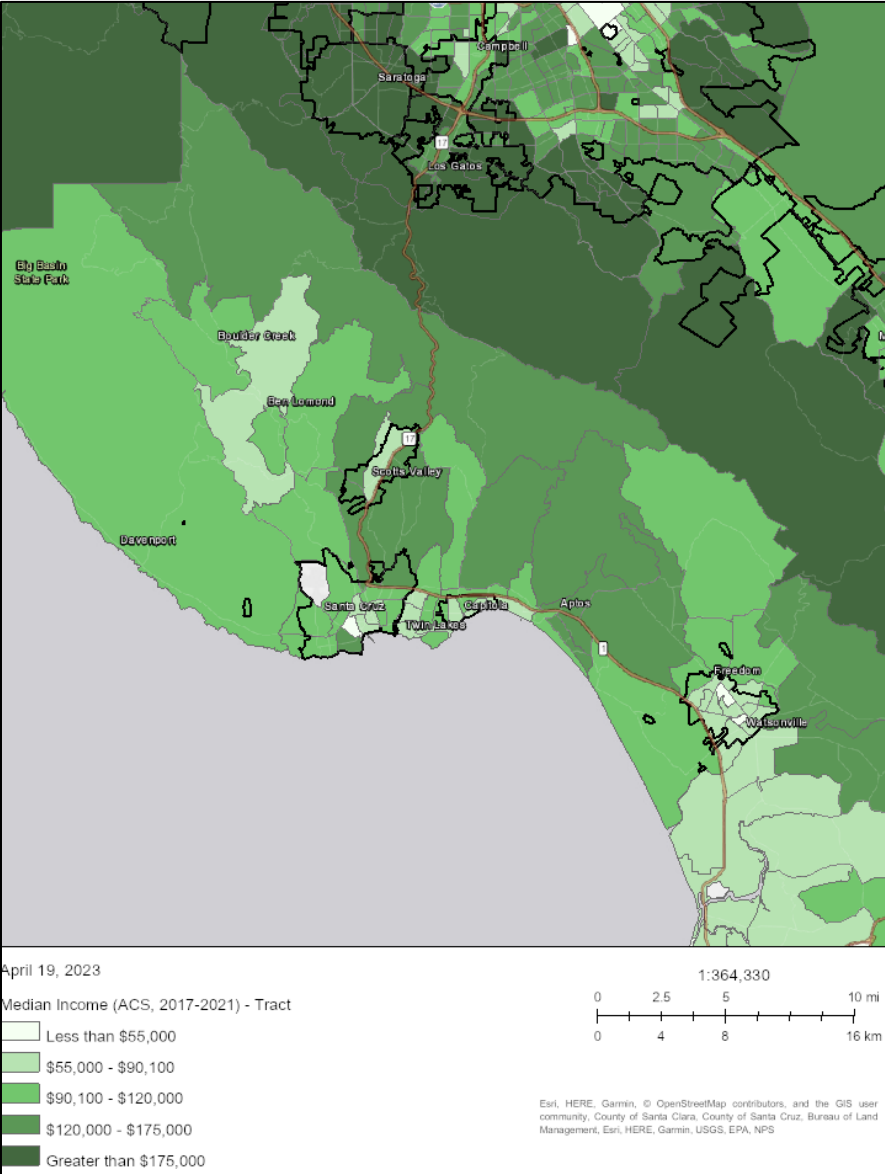 Campbell
Saratoga
17
Los Gatos
Big Basin
State Park
Boulder Creek
M
Ben Lomond
17
Scotts Valley
Davenport
Santa Cruz
Capitola
Aptos
Twin Lakes
1
Freedom
Watsonville
April 19, 2023
Median Income (ACS, 2017-2021) - Tract
Less than $55,000
$55,000 - $90,100
$90,100 - $120,000
$120,000 - $175,000
Greater than $175,000
1:364,330
0 2.5 5 10 mi
0 4 8 16 km
Esri, HERE, Garmin, © OpenStreetMap contributors, and the GIS user
community, County of Santa Clara, County of Santa Cruz, Bureau of Land
Management, Esri, HERE, Garmin, USGS, EPA, NPS